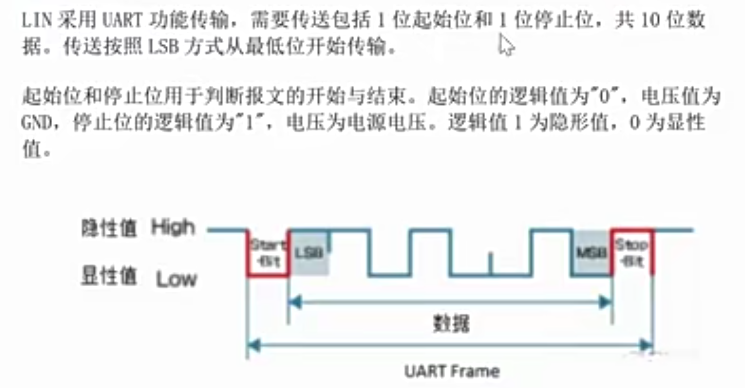 LIN 采用 UART 功能传输，需要传送包括 1 位起始位和 1 位停止位，共 10 位数
据。传送按照 LSB 方式从最低位开始传输。
起始位和停止位用于判断报文的开始与结束。起始位的逻辑值为"0"，电压值为
GND，停止位的逻辑值为"1"，电压为电源电压。逻辑值 1 为隐形值，0 为显性
值。
隐性值 High
Start
-Bit
LSB
MSB
Stop
-Bit
显性值 Low
数据
UART Frame